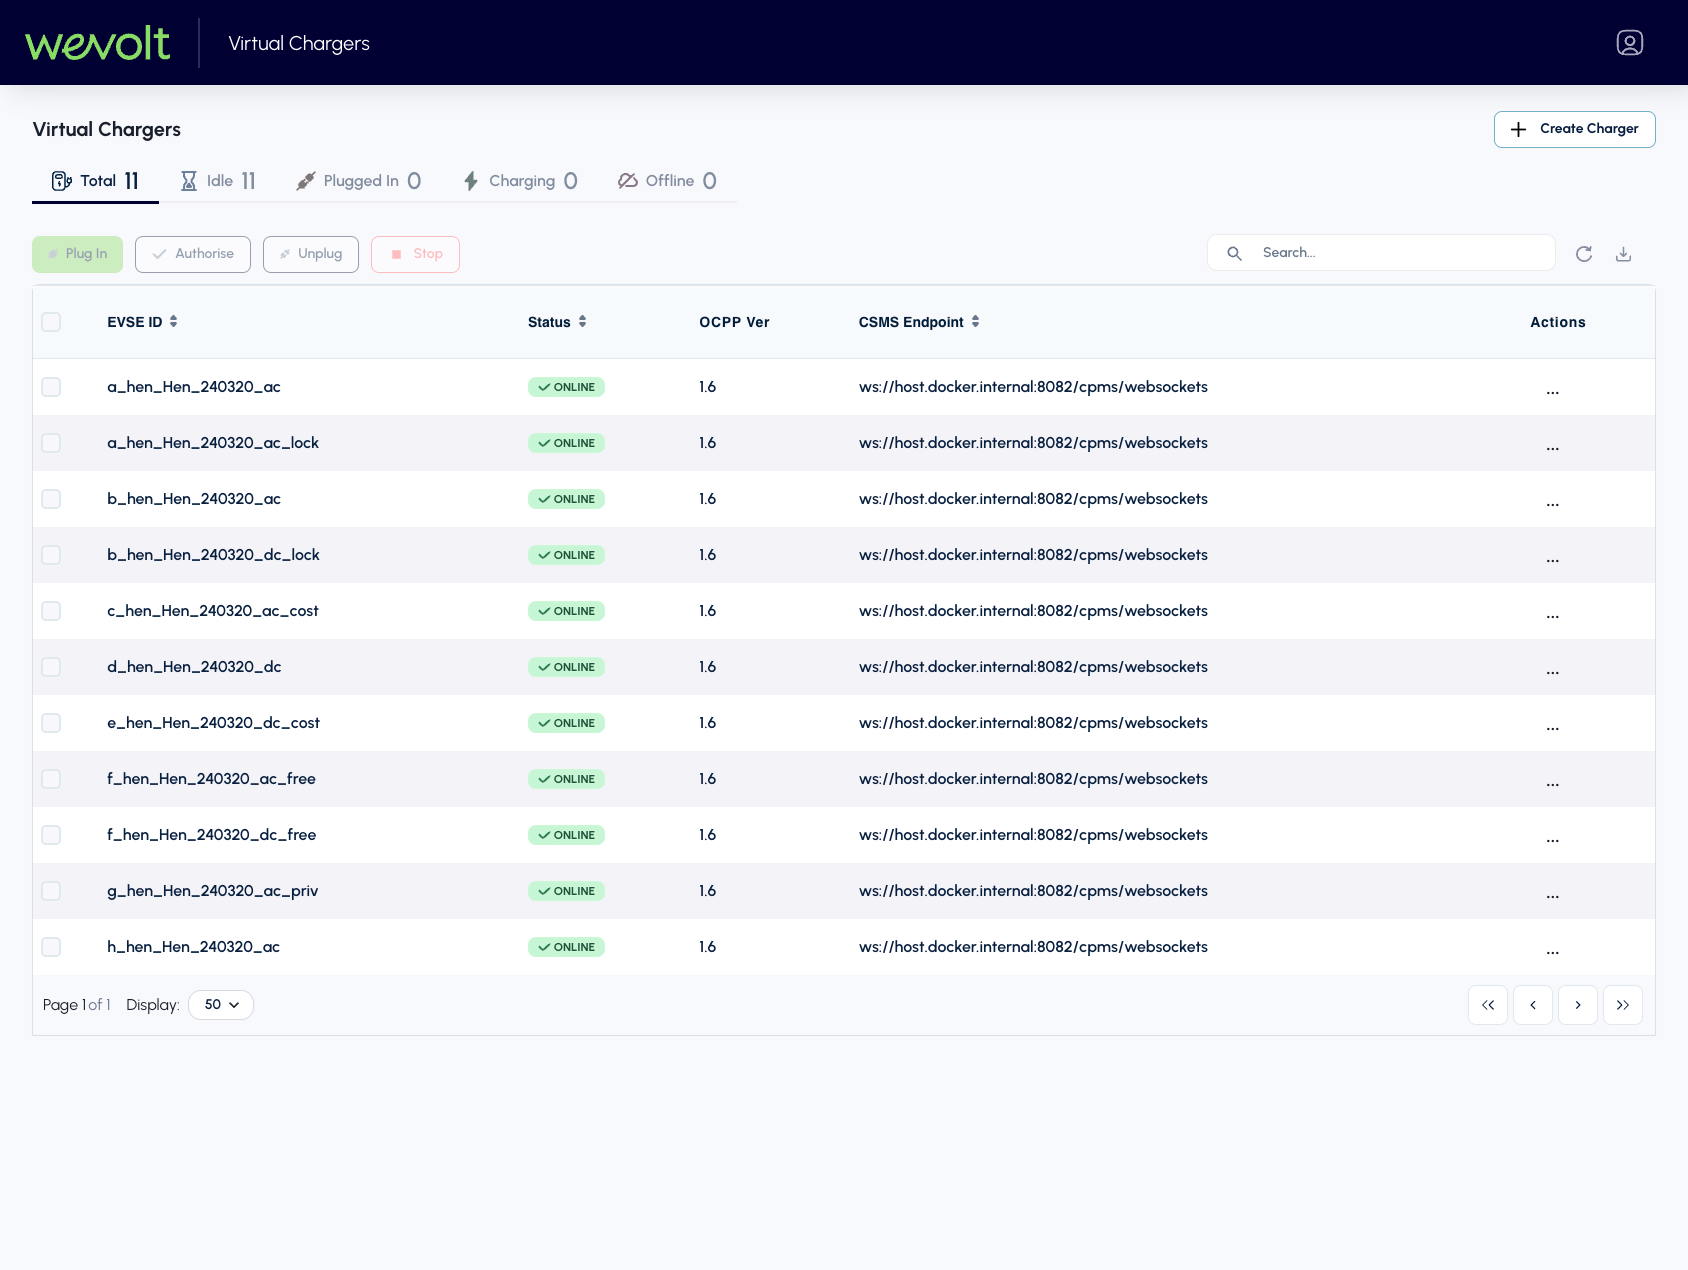 wevolt Virtual Chargers
Virtual Chargers
Create Charger
Total 11 Idle 11 Plugged In 0 Charging 0 Offline 0
Plug In Authorise Unplug Stop Search...
EVSE ID Status OCPP Ver CSMS Endpoint Actions
a_hen_Hen_240320_ac ONLINE 1.6 ws://host.docker.internal:8082/cpms/websockets ...
a_hen_Hen_240320_ac_lock ONLINE 1.6 ws://host.docker.internal:8082/cpms/websockets ...
b_hen_Hen_240320_ac ONLINE 1.6 ws://host.docker.internal:8082/cpms/websockets ...
b_hen_Hen_240320_dc_lock ONLINE 1.6 ws://host.docker.internal:8082/cpms/websockets ...
c_hen_Hen_240320_ac_cost ONLINE 1.6 ws://host.docker.internal:8082/cpms/websockets ...
d_hen_Hen_240320_dc ONLINE 1.6 ws://host.docker.internal:8082/cpms/websockets ...
e_hen_Hen_240320_dc_cost ONLINE 1.6 ws://host.docker.internal:8082/cpms/websockets ...
f_hen_Hen_240320_ac_free ONLINE 1.6 ws://host.docker.internal:8082/cpms/websockets ...
f_hen_Hen_240320_dc_free ONLINE 1.6 ws://host.docker.internal:8082/cpms/websockets ...
g_hen_Hen_240320_ac_priv ONLINE 1.6 ws://host.docker.internal:8082/cpms/websockets ...
h_hen_Hen_240320_ac ONLINE 1.6 ws://host.docker.internal:8082/cpms/websockets ...
Page 1 of 1 Display: 50